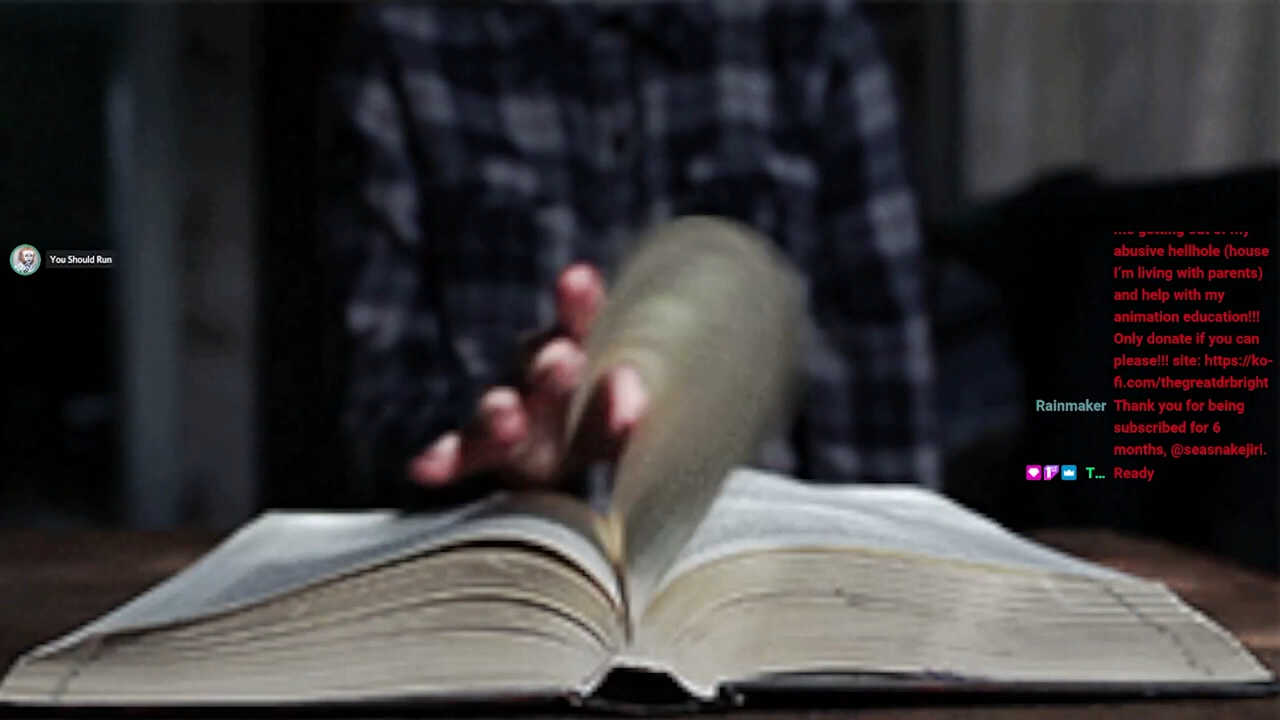 You Should Run
abusive hellhole (house
I'm living with parents)
and help with my
animation education!!!
Only donate if you can
please!!! site: https://ko-
fi.com/thegreatdrbright
Rainmaker Thank you for being
subscribed for 6
months, @seasnakejiri.
T... Ready